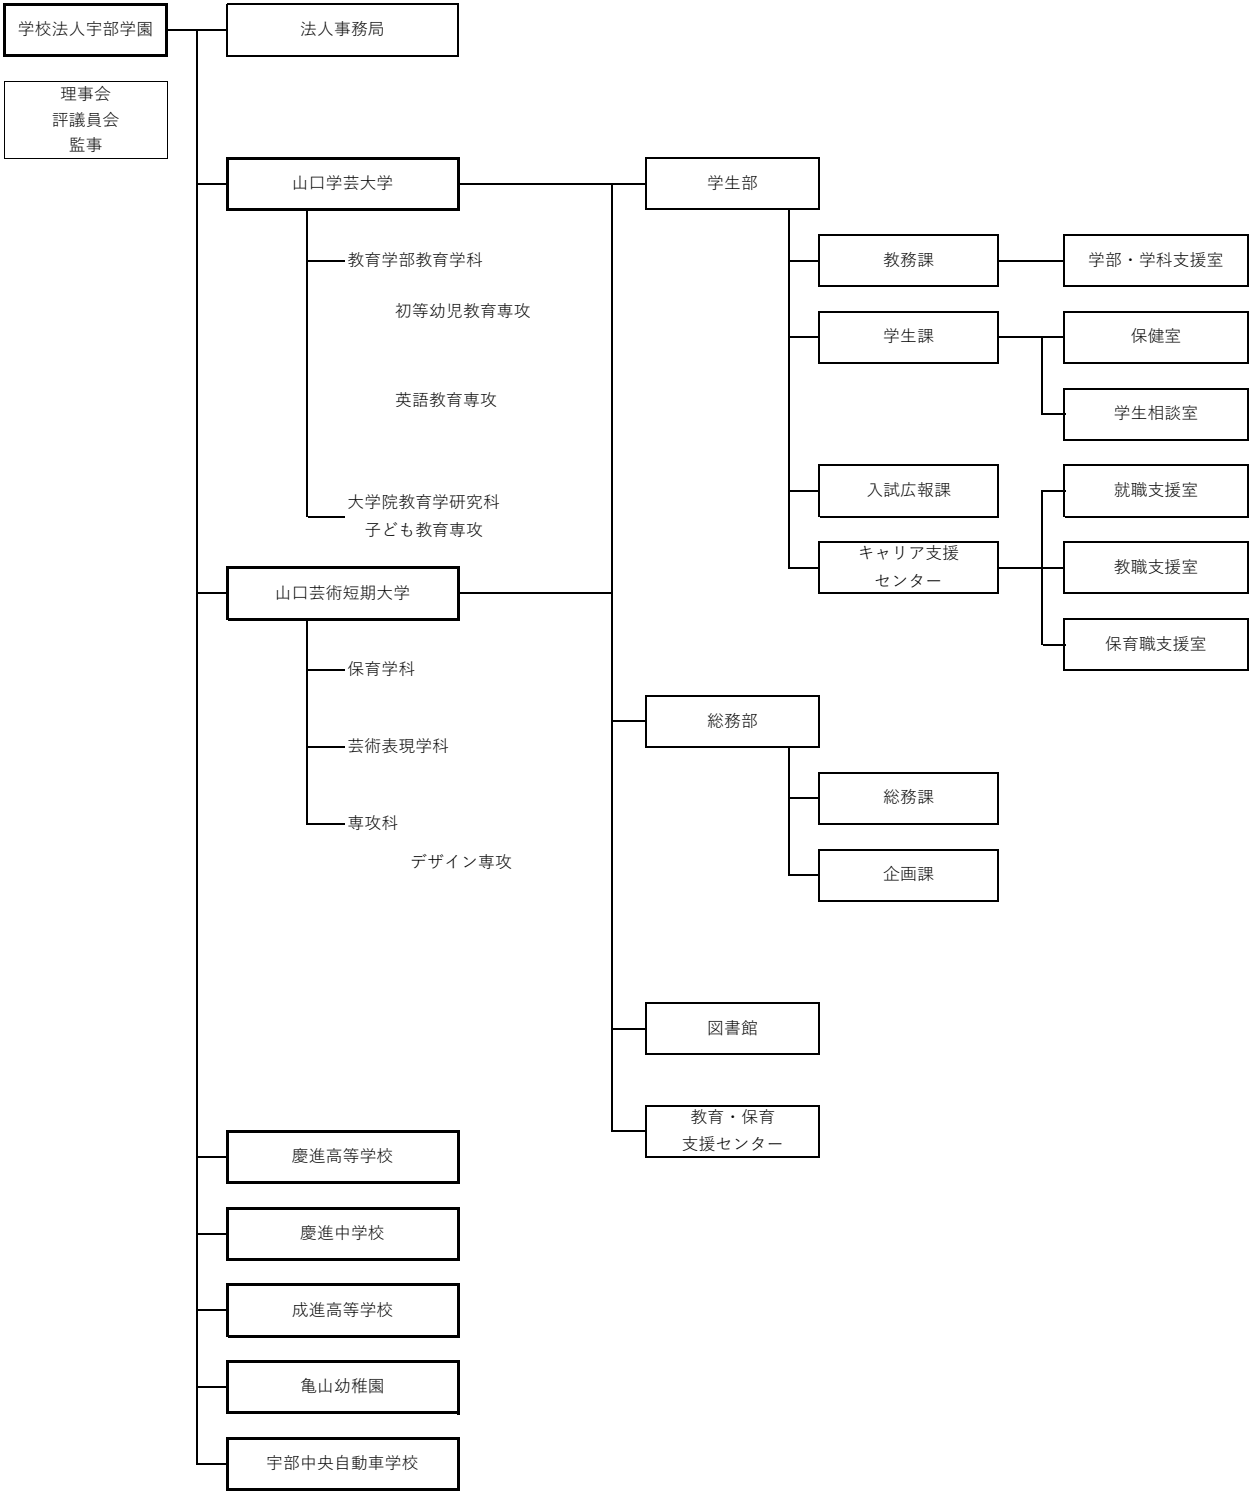 学校法人宇部学園
法人事務局
理事会
評議員会
監事
山口学芸大学
学生部
教育学部教育学科
教務課
学部・学科支援室
初等幼児教育専攻
学生課
保健室
英語教育専攻
学生相談室
大学院教育学研究科
子ども教育専攻
入試広報課
就職支援室
キャリア支援
センター
教職支援室
山口芸術短期大学
保育職支援室
保育学科
総務部
芸術表現学科
総務課
専攻科
デザイン専攻
企画課
図書館
教育・保育
支援センター
慶進高等学校
慶進中学校
成進高等学校
亀山幼稚園
宇部中央自動車学校